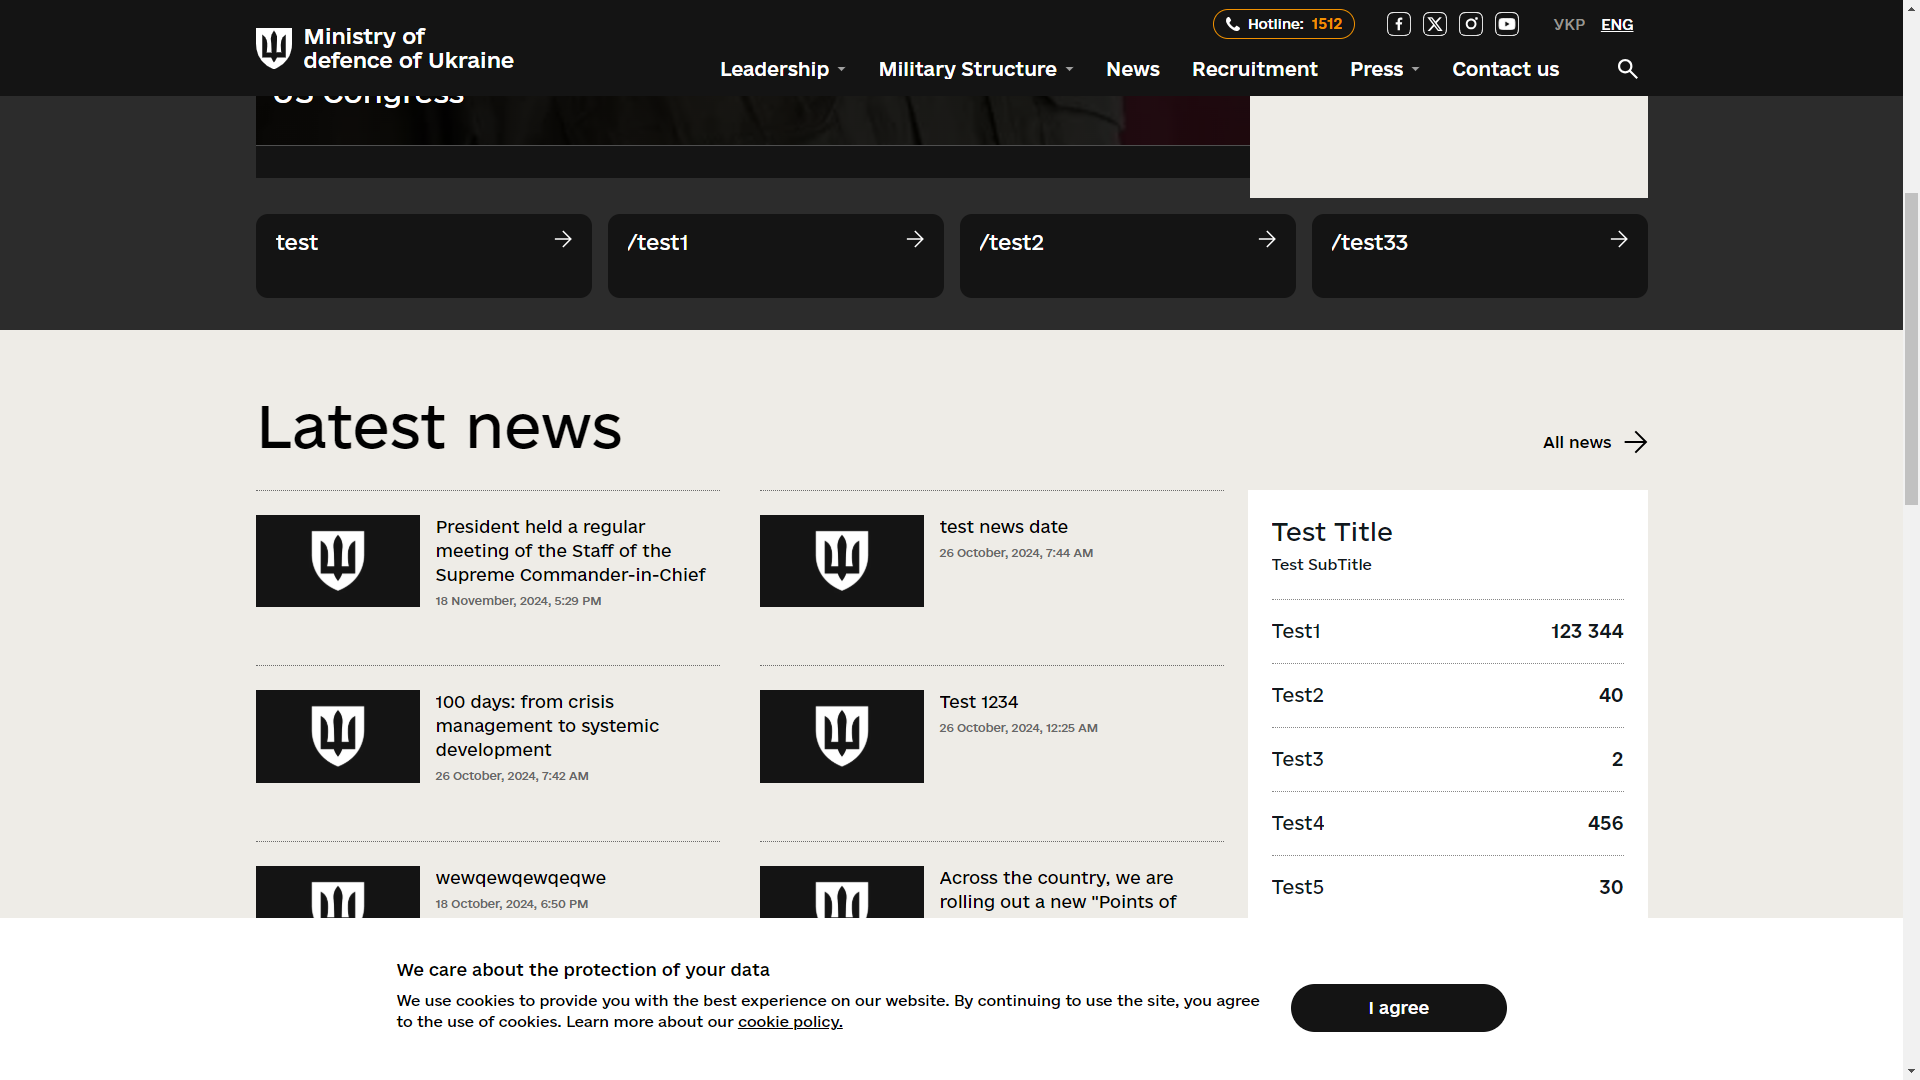 Ministry of
defence of Ukraine
Hotline: 1512
УКР ENG
Leadership Military Structure News Recruitment Press Contact us
US Congress
test
/test1
/test2
/test33
Latest news
All news
President held a regular
meeting of the Staff of the
Supreme Commander-in-Chief
18 November, 2024, 5:29 PM
test news date
26 October, 2024, 7:44 AM
100 days: from crisis
management to systemic
development
26 October, 2024, 7:42 AM
Test 1234
26 October, 2024, 12:25 AM
wewqewqewqeqwe
18 October, 2024, 6:50 PM
Across the country, we are
rolling out a new "Points of
Test Title
Test SubTitle
Test1 123 344
Test2 40
Test3 2
Test4 456
Test5 30
We care about the protection of your data
We use cookies to provide you with the best experience on our website. By continuing to use the site, you agree
to the use of cookies. Learn more about our cookie policy.
I agree